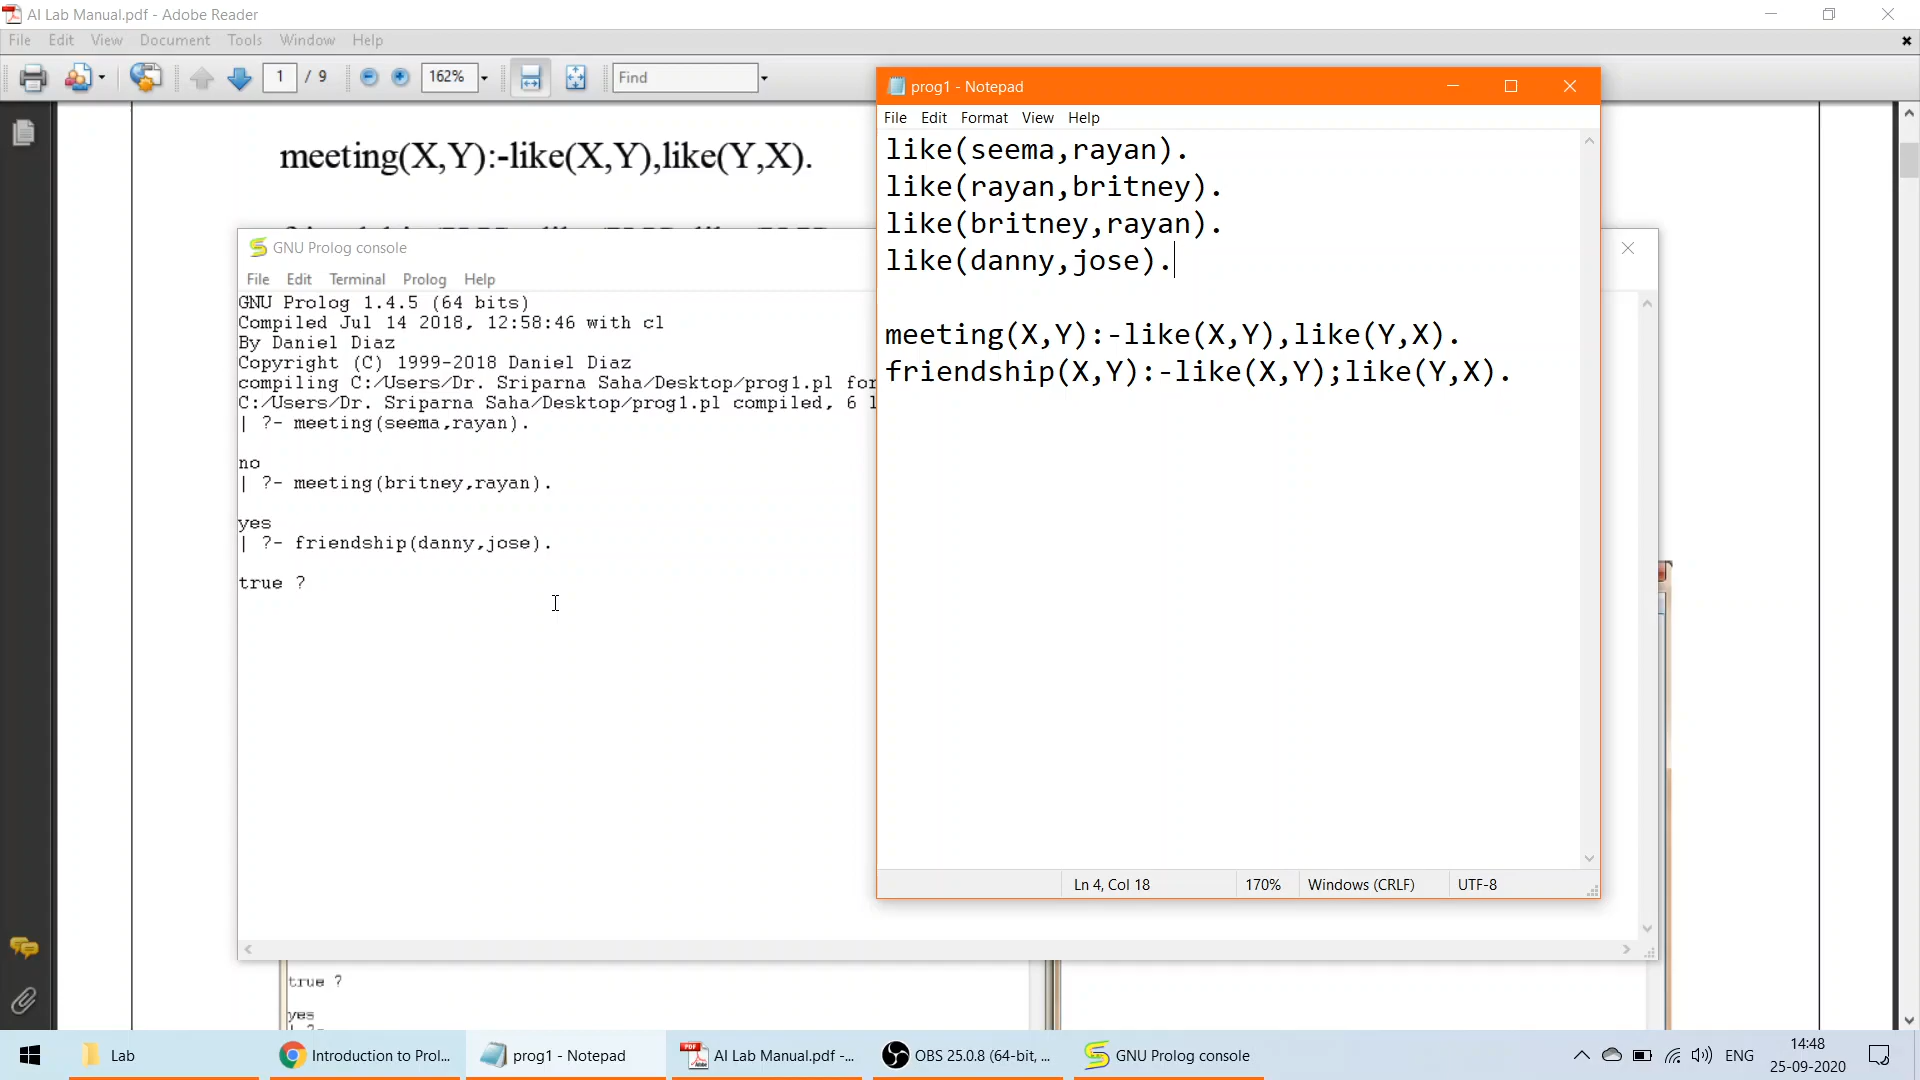 AI Lab Manual.pdf - Adobe Reader
File Edit View Document Tools Window Help
1 / 9 162% Find
meeting(X,Y):-like(X,Y),like(Y,X).
prog1 - Notepad
File Edit Format View Help
like(seema,rayan).
like(rayan,britney).
like(britney,rayan).
like(danny,jose).
meeting(X,Y):-like(X,Y),like(Y,X).
friendship(X,Y):-like(X,Y);like(Y,X).
Ln 4, Col 18 170% Windows (CRLF) UTF-8
GNU Prolog console
File Edit Terminal Prolog Help
GNU Prolog 1.4.5 (64 bits)
Compiled Jul 14 2018, 12:58:46 with cl
By Daniel Diaz
Copyright (C) 1999-2018 Daniel Diaz
compiling C:/Users/Dr. Sriparna Saha/Desktop/prog1.pl for
C:/Users/Dr. Sriparna Saha/Desktop/prog1.pl compiled, 6 l
| ?- meeting(seema,rayan).
no
| ?- meeting(britney,rayan).
yes
| ?- friendship(danny,jose).
true ?
true ?
yes
| ?-
Lab
Introduction to Prol...
prog1 - Notepad
PDF
AI Lab Manual.pdf -...
OBS 25.0.8 (64-bit, ...
GNU Prolog console
ENG
14:48
25-09-2020